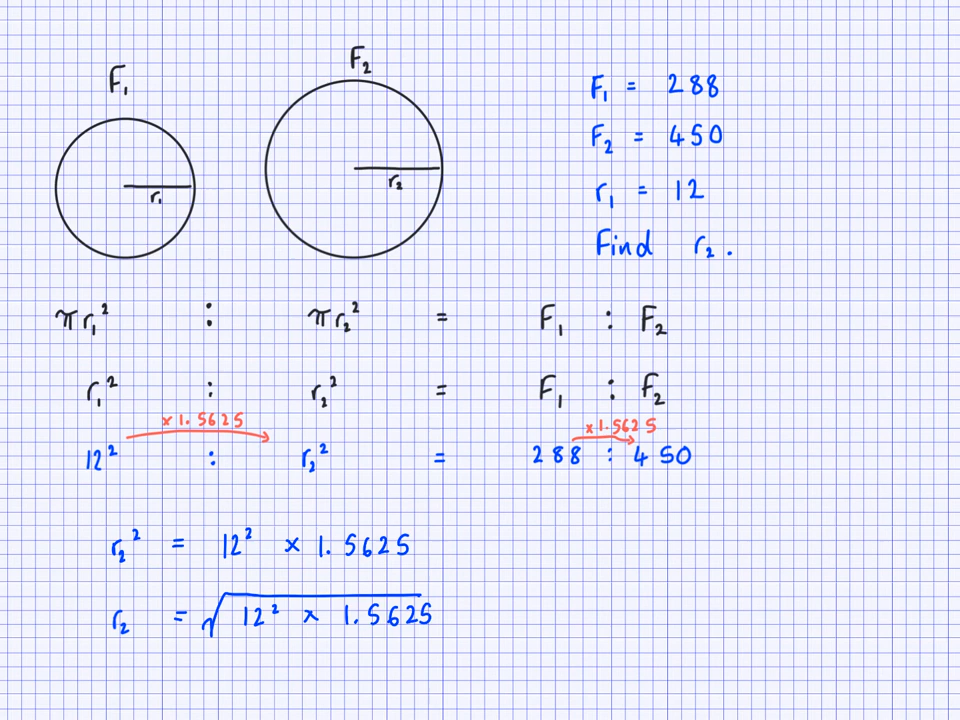 F₁
F₂
r₁
r₂
F₁ = 288
F₂ = 450
r₁ = 12
Find r₂.
πr₁² : πr₂² = F₁ : F₂
r₁² : r₂² = F₁ : F₂
×1.5625 ×1.5625
12² : r₂² = 288 : 450
r₂² = 12² × 1.5625
r₂ = √(12² × 1.5625)